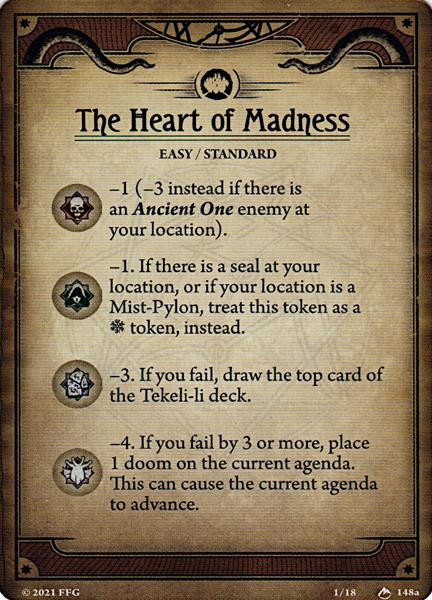 The Heart of Madness
EASY / STANDARD
–1 (–3 instead if there is
an Ancient One enemy at
your location).
–1. If there is a seal at your
location, or if your location is a
Mist-Pylon, treat this token as a
❄ token, instead.
–3. If you fail, draw the top card of
the Tekeli-li deck.
–4. If you fail by 3 or more, place
1 doom on the current agenda.
This can cause the current agenda
to advance.
© 2021 FFG 1/18 148a